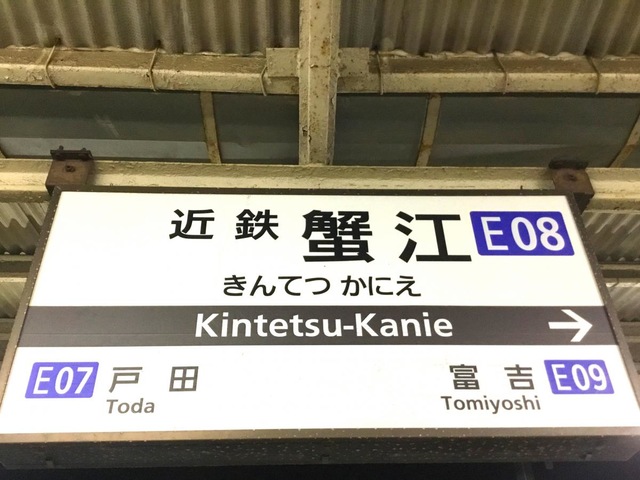 近鉄 蟹江 E08
きんてつ かにえ
Kintetsu-Kanie →
E07 戸田 富吉 E09
Toda Tomiyoshi